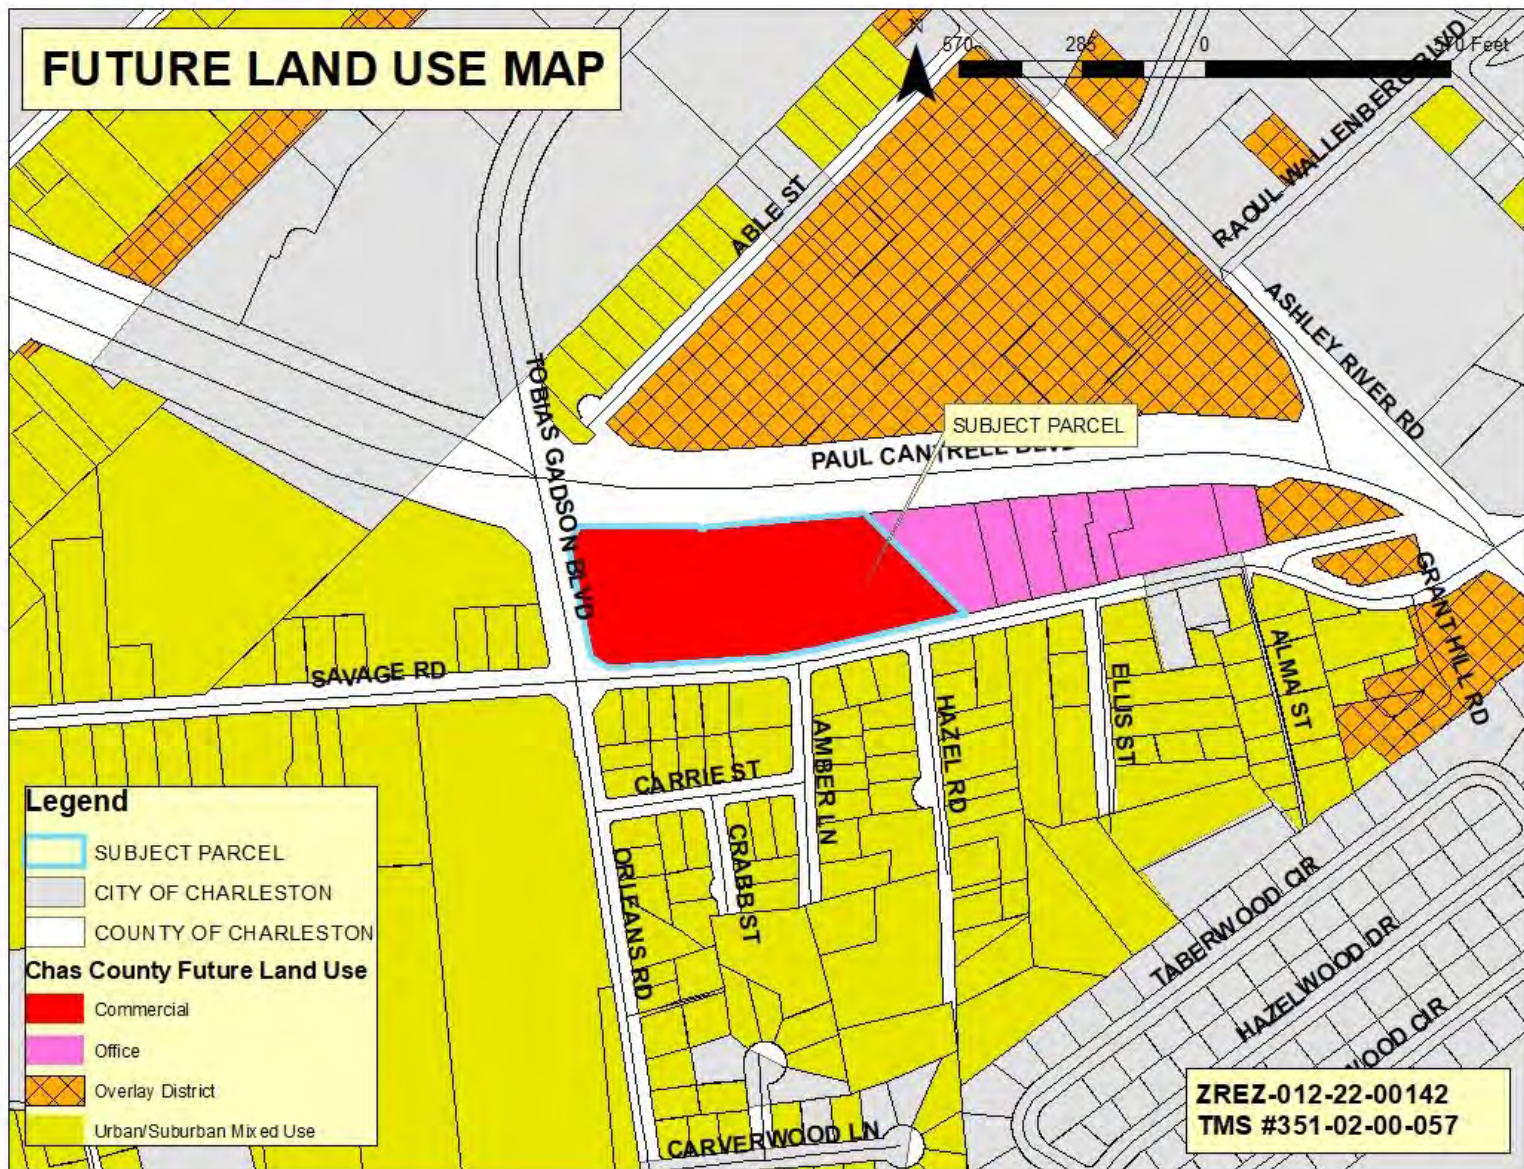 FUTURE LAND USE MAP
N
570
285
0
570 Feet
RAOUL WALLENBERG BLVD
ABLE ST
ASHLEY RIVER RD
TOBIAS GADSON BLVD
SUBJECT PARCEL
PAUL CANTRELL BLVD
SAVAGE RD
GRANT HILL RD
ELLIS ST
ALMA ST
HAZEL RD
AMBER LN
CARRIE ST
CRABB ST
ORLEANS RD
TABERWOOD CIR
HAZELWOOD DR
WOOD CIR
CARVERWOOD LN
Legend
SUBJECT PARCEL
CITY OF CHARLESTON
COUNTY OF CHARLESTON
Chas County Future Land Use
Commercial
Office
Overlay District
Urban/Suburban Mixed Use
ZREZ-012-22-00142
TMS #351-02-00-057